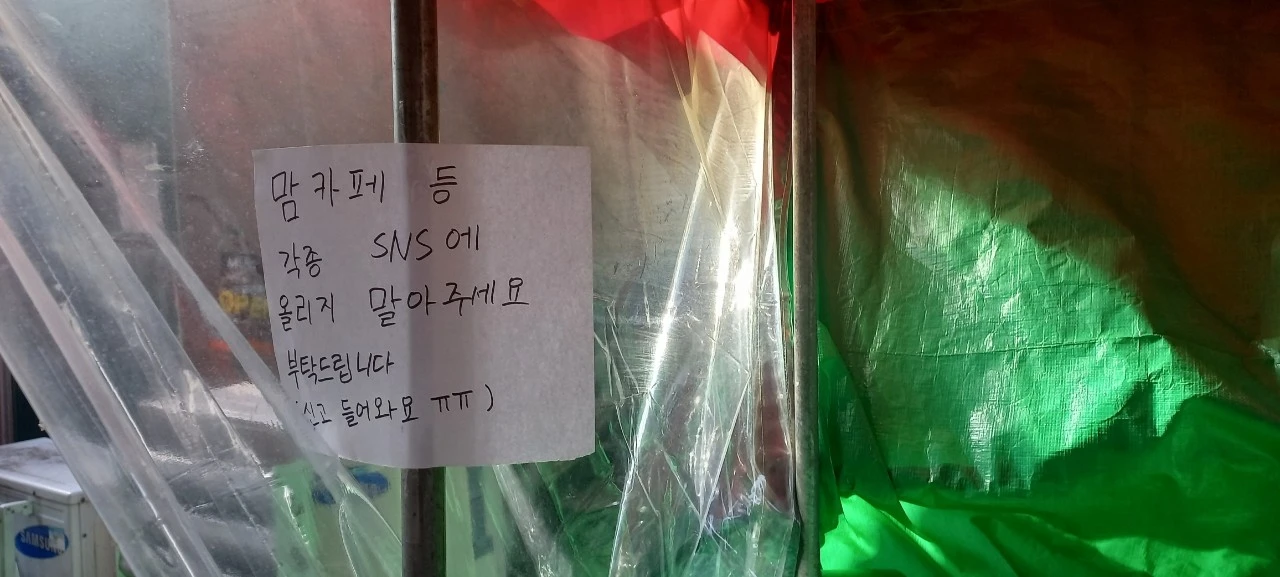 맘카페 등
각종 SNS에
올리지 말아주세요
부탁드립니다
(신고 들어와요 ㅠㅠ)
SAMSUNG